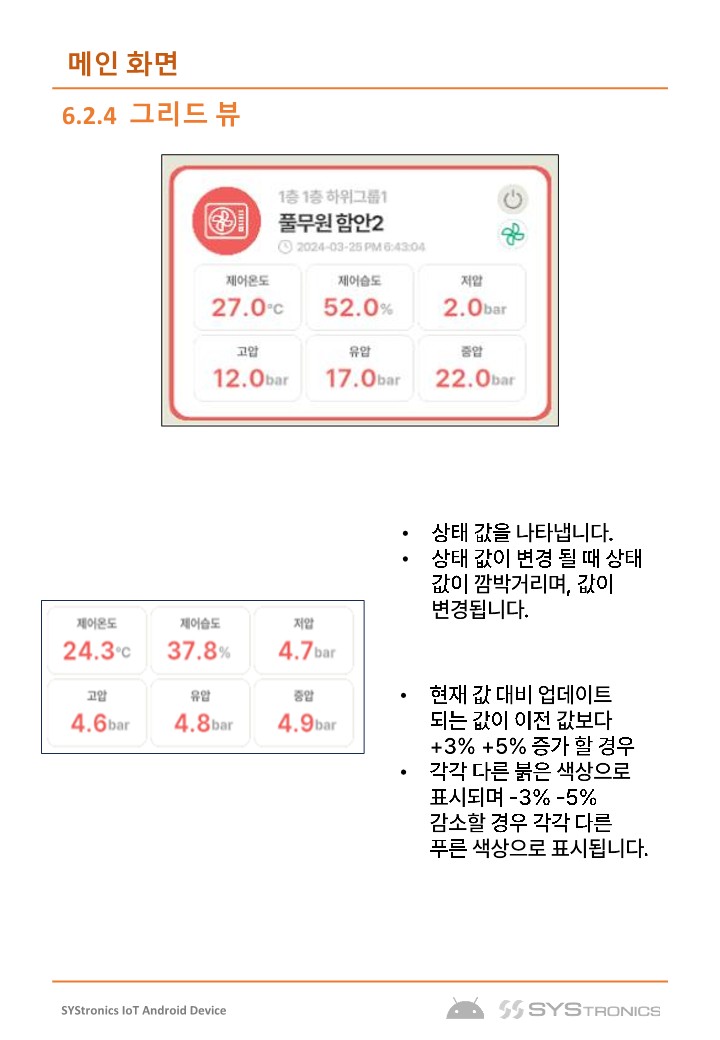 메인 화면
6.2.4 그리드 뷰
1층 1층 하위그룹1
풀무원 함안2
2024-03-25 PM 6:43:04
제어온도 제어습도 저압
27.0°C 52.0% 2.0bar
고압 유압 중압
12.0bar 17.0bar 22.0bar
• 상태 값을 나타냅니다.
• 상태 값이 변경 될 때 상태
값이 깜박거리며, 값이
변경됩니다.
제어온도 제어습도 저압
24.3°C 37.8% 4.7bar
고압 유압 중압
4.6bar 4.8bar 4.9bar
• 현재 값 대비 업데이트
되는 값이 이전 값보다
+3% +5% 증가 할 경우
• 각각 다른 붉은 색상으로
표시되며 -3% -5%
감소할 경우 각각 다른
푸른 색상으로 표시됩니다.
SYStronics IoT Android Device
SYSTRONICS